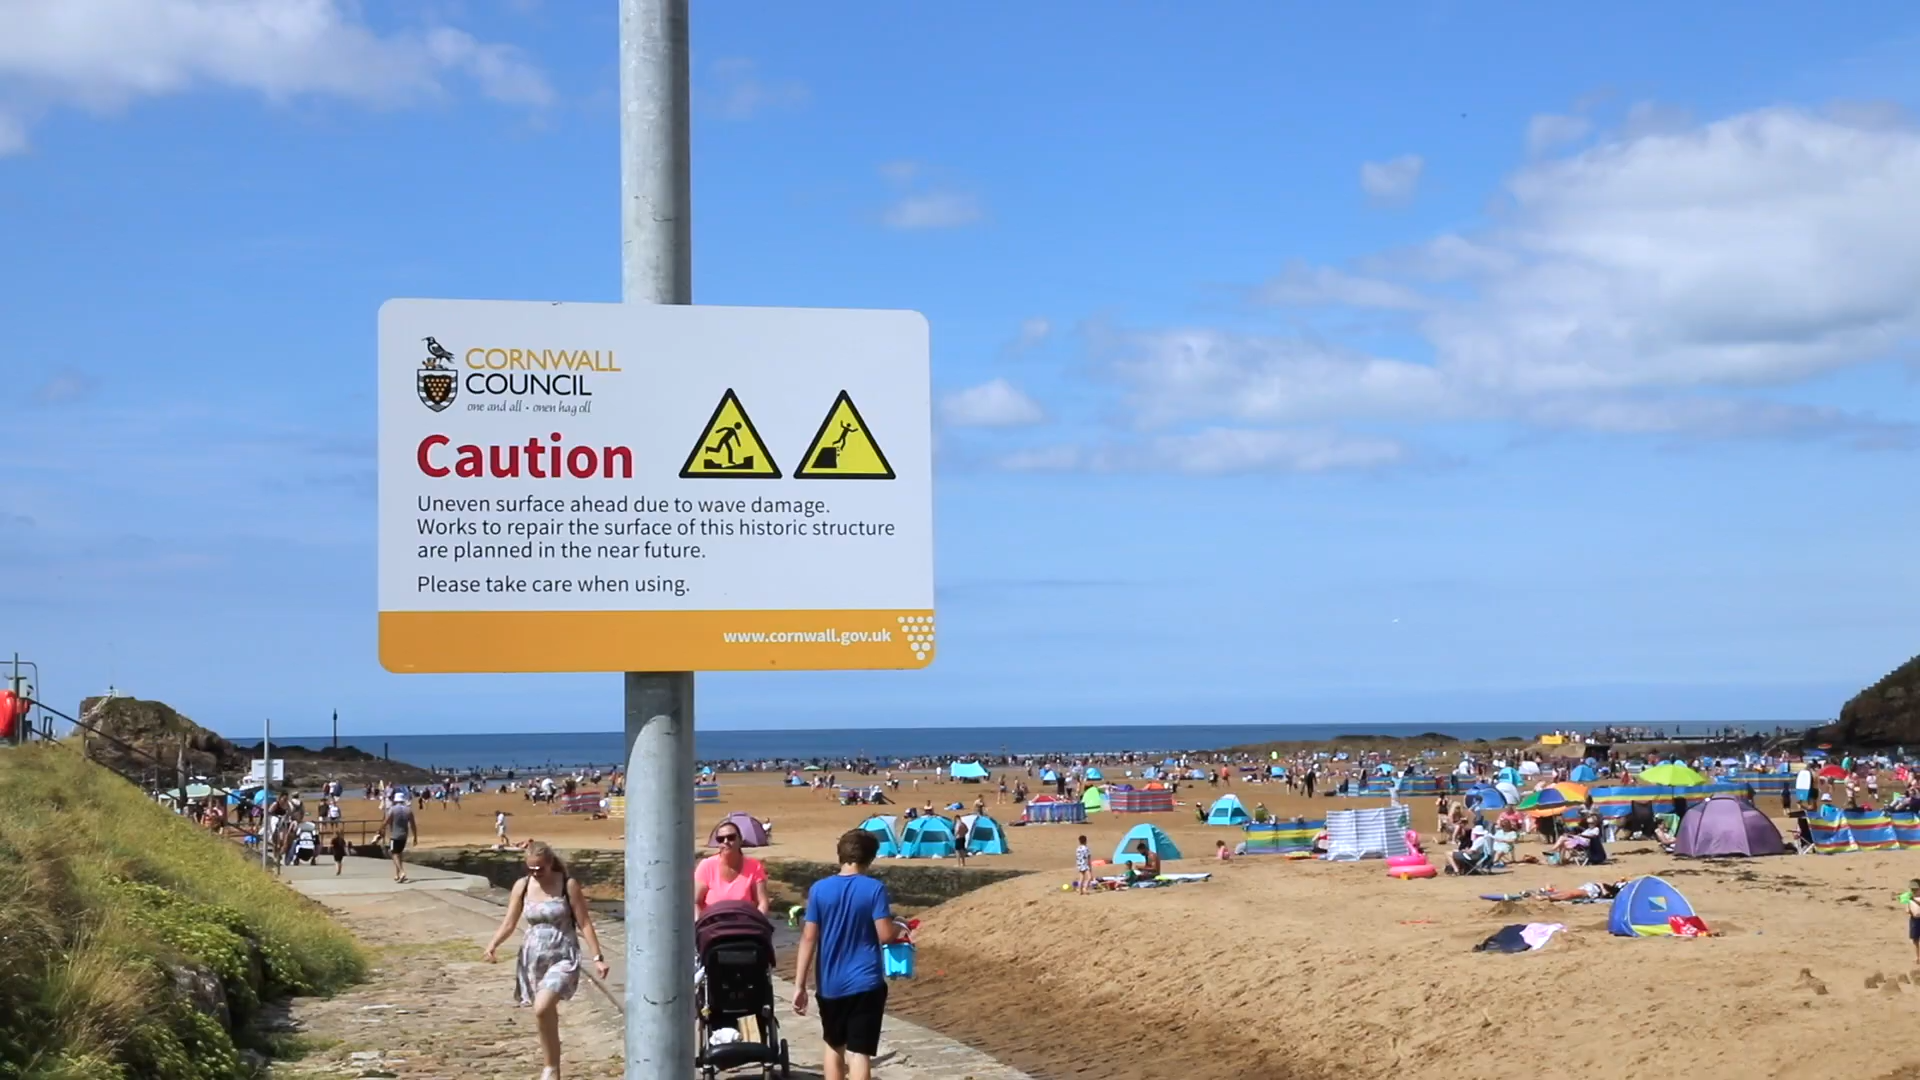 CORNWALL
COUNCIL
one and all • onen hag oll
Caution
Uneven surface ahead due to wave damage.
Works to repair the surface of this historic structure
are planned in the near future.
Please take care when using.
www.cornwall.gov.uk